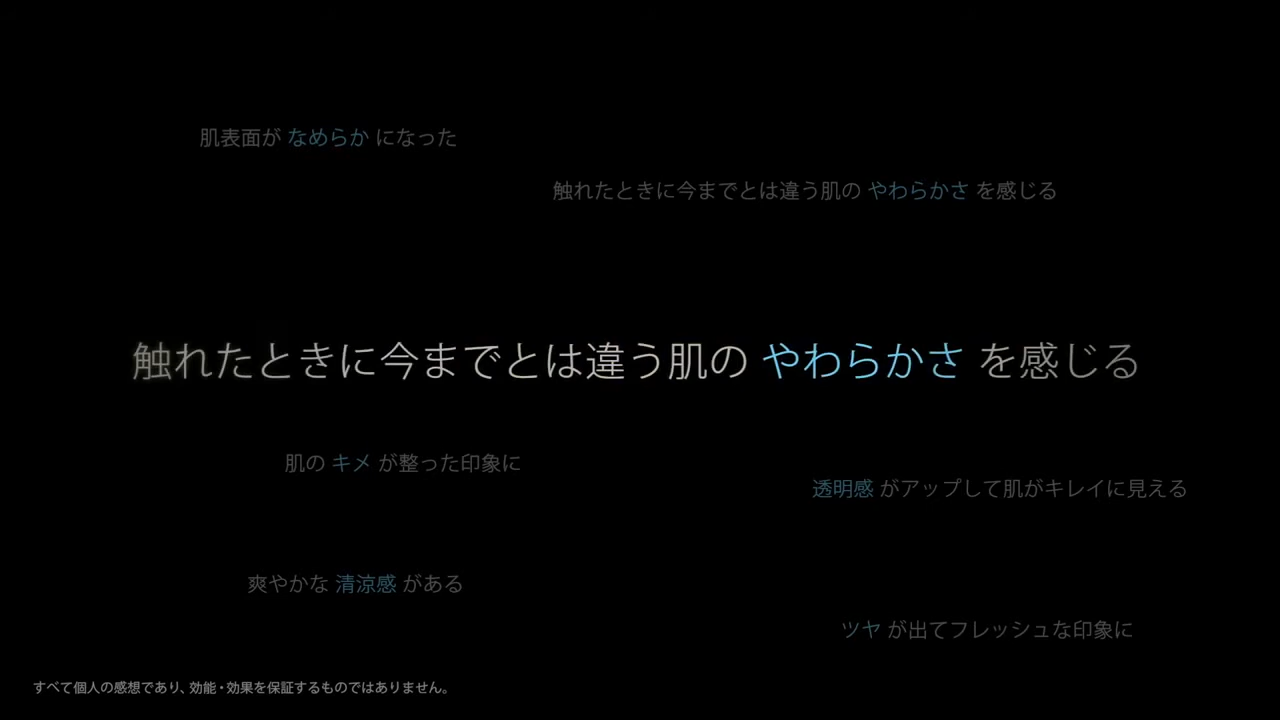 肌表面が なめらか になった
触れたときに今までとは違う肌の やわらかさ を感じる
触れたときに今までとは違う肌の やわらかさ を感じる
肌の キメ が整った印象に
透明感 がアップして肌がキレイに見える
爽やかな 清涼感 がある
ツヤ が出てフレッシュな印象に
すべて個人の感想であり、効能・効果を保証するものではありません。